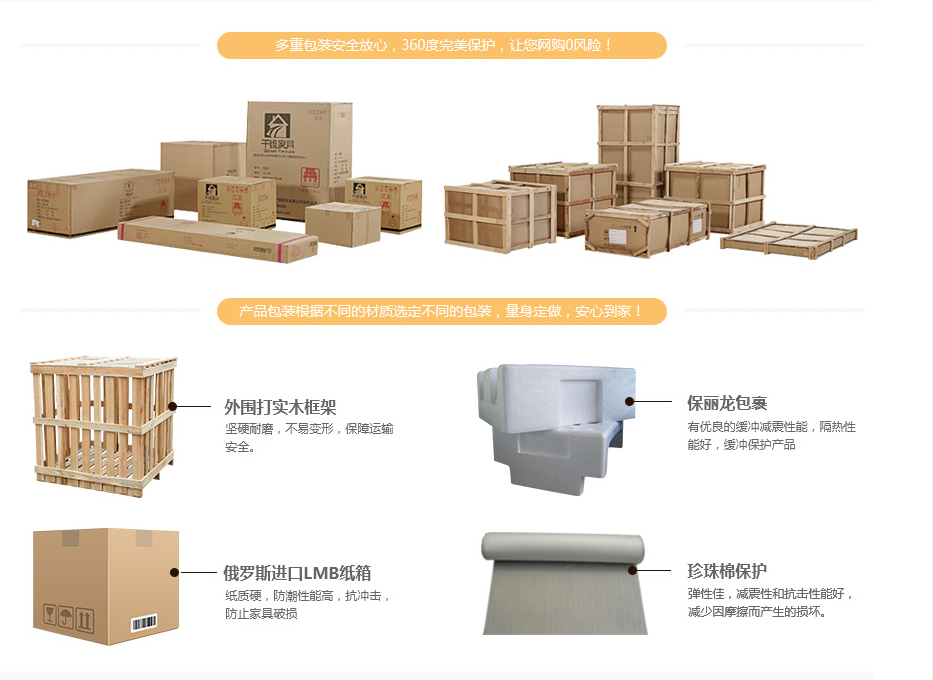 多重包装安全放心，360度完美保护，让您网购0风险！
千维家具
产品包装根据不同的材质选定不同的包装，量身定做，安心到家！
外围打实木框架
坚硬耐磨，不易变形，保障运输
安全。
保丽龙包裹
有优良的缓冲减震性能，隔热性
能好，缓冲保护产品
俄罗斯进口LMB纸箱
纸质硬，防潮性能高，抗冲击，
防止家具破损
珍珠棉保护
弹性佳，减震性和抗击性能好，
减少因摩擦而产生的损坏。